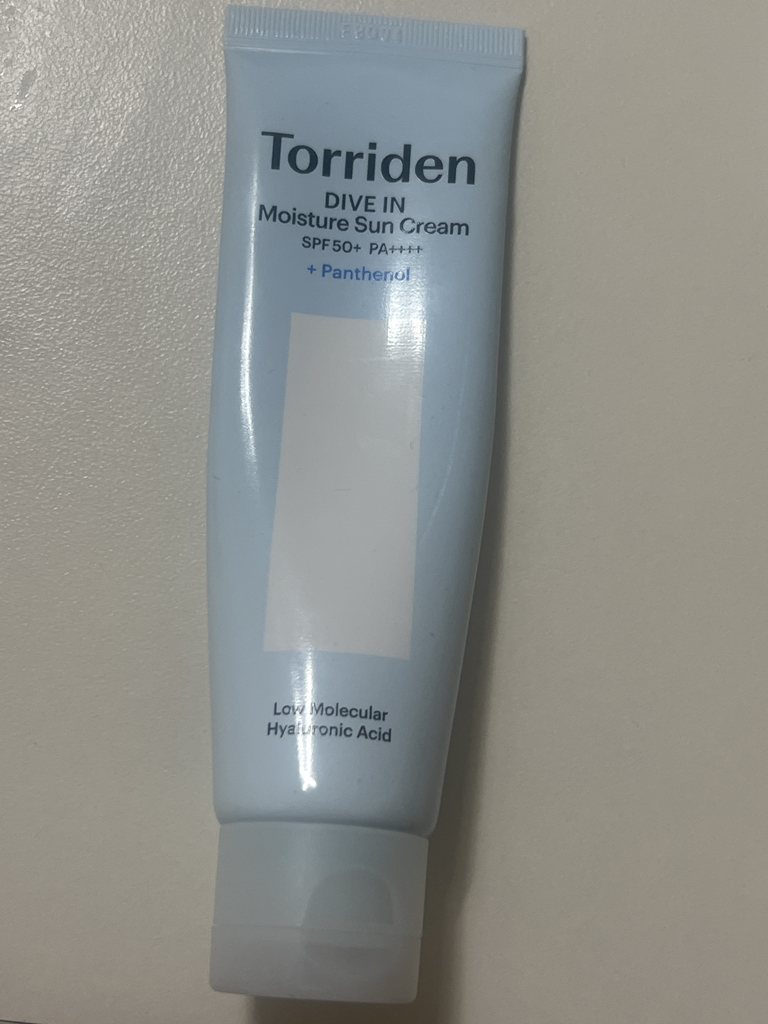 Torriden
DIVE IN
Moisture Sun Cream
SPF50+ PA++++
+ Panthenol
Low Molecular
Hyaluronic Acid